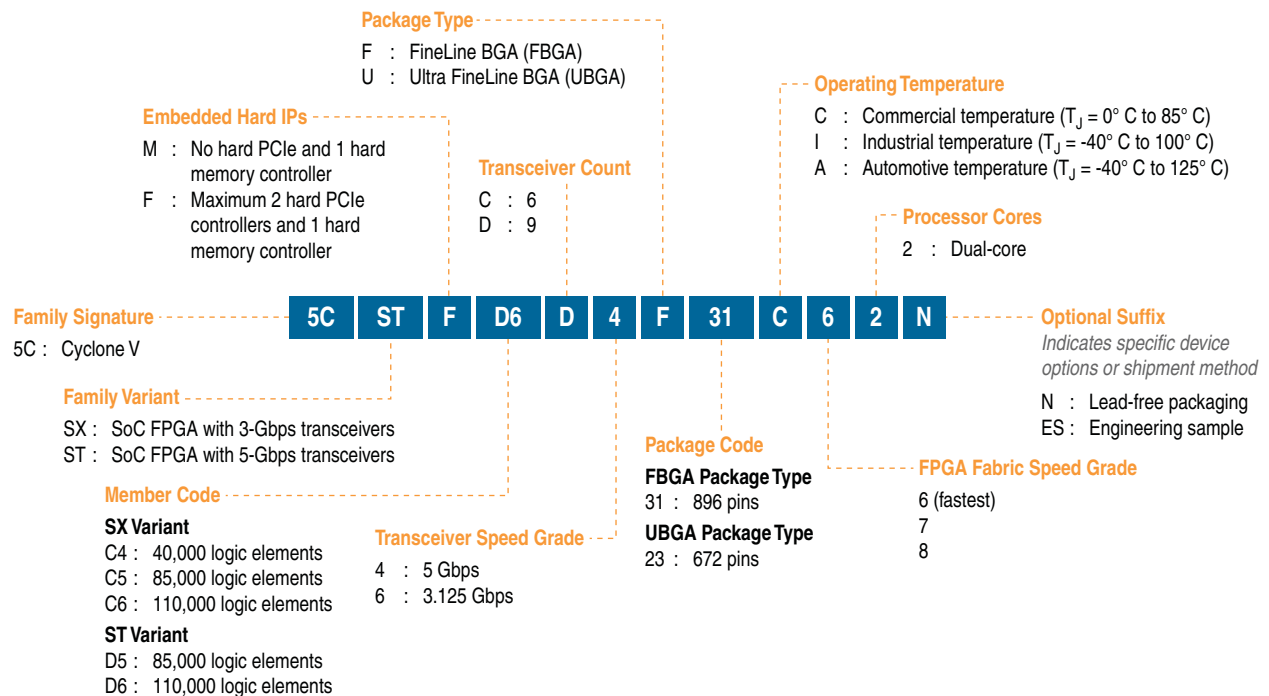 Package Type
F : FineLine BGA (FBGA)
U : Ultra FineLine BGA (UBGA)
Operating Temperature
C : Commercial temperature (TJ = 0° C to 85° C)
I : Industrial temperature (TJ = -40° C to 100° C)
A : Automotive temperature (TJ = -40° C to 125° C)
Embedded Hard IPs
M : No hard PCIe and 1 hard
memory controller
F : Maximum 2 hard PCIe
controllers and 1 hard
memory controller
Transceiver Count
C : 6
D : 9
Processor Cores
2 : Dual-core
5C ST F D6 D 4 F 31 C 6 2 N
Family Signature
5C : Cyclone V
Optional Suffix
Indicates specific device
options or shipment method
N : Lead-free packaging
ES : Engineering sample
Family Variant
SX : SoC FPGA with 3-Gbps transceivers
ST : SoC FPGA with 5-Gbps transceivers
Member Code
SX Variant
C4 : 40,000 logic elements
C5 : 85,000 logic elements
C6 : 110,000 logic elements
ST Variant
D5 : 85,000 logic elements
D6 : 110,000 logic elements
Transceiver Speed Grade
4 : 5 Gbps
6 : 3.125 Gbps
Package Code
FBGA Package Type
31 : 896 pins
UBGA Package Type
23 : 672 pins
FPGA Fabric Speed Grade
6 (fastest)
7
8